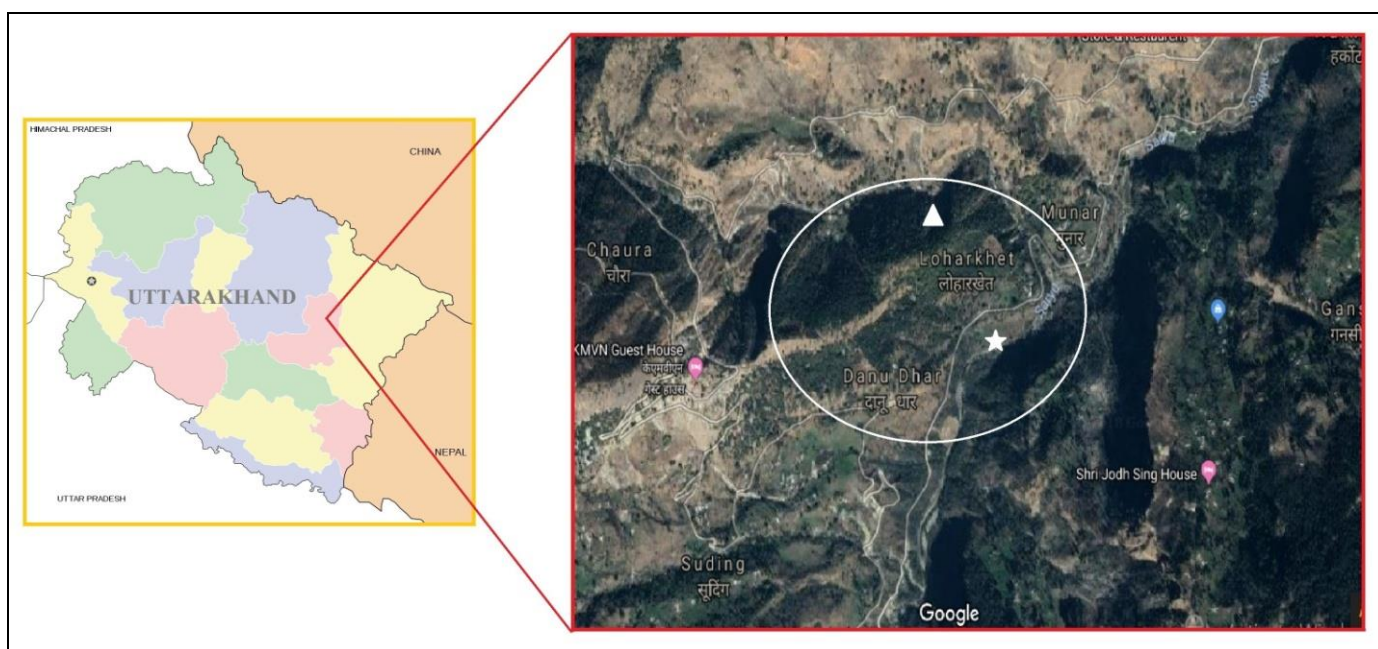 HIMACHAL PRADESH
CHINA
UTTARAKHAND
NEPAL
UTTAR PRADESH
Store & Restaurent
हर्कोट
Chaura
चौरा
Munar
मुनार
Loharkhet
लोहारखेत
KMVN Guest House
केएमवीएन
गेस्ट हाउस
Danu Dhar
दानू धार
Gans
गनसी
Shri Jodh Sing House
Suding
सूदिंग
Google